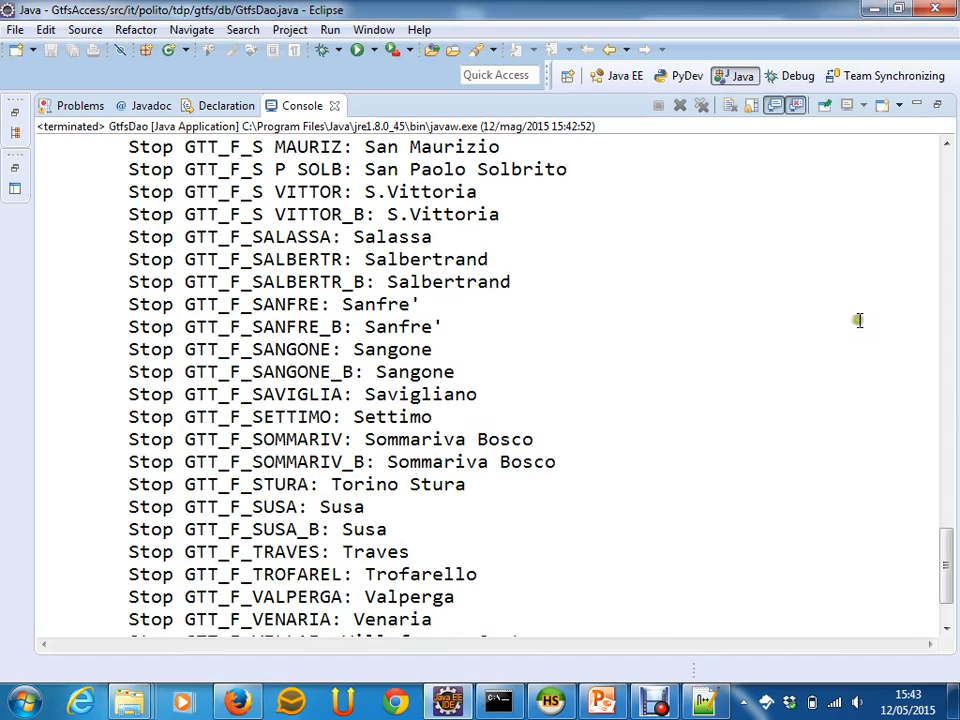 Java - GtfsAccess/src/it/polito/tdp/gtfs/db/GtfsDao.java - Eclipse
File Edit Source Refactor Navigate Search Project Run Window Help
Quick Access Java EE PyDev Java Debug Team Synchronizing
Problems Javadoc Declaration Console
<terminated> GtfsDao [Java Application] C:\Program Files\Java\jre1.8.0_45\bin\javaw.exe (12/mag/2015 15:42:52)
Stop GTT_F_S MAURIZ: San Maurizio
Stop GTT_F_S P SOLB: San Paolo Solbrito
Stop GTT_F_S VITTOR: S.Vittoria
Stop GTT_F_S VITTOR_B: S.Vittoria
Stop GTT_F_SALASSA: Salassa
Stop GTT_F_SALBERTR: Salbertrand
Stop GTT_F_SALBERTR_B: Salbertrand
Stop GTT_F_SANFRE: Sanfre'
Stop GTT_F_SANFRE_B: Sanfre'
Stop GTT_F_SANGONE: Sangone
Stop GTT_F_SANGONE_B: Sangone
Stop GTT_F_SAVIGLIA: Savigliano
Stop GTT_F_SETTIMO: Settimo
Stop GTT_F_SOMMARIV: Sommariva Bosco
Stop GTT_F_SOMMARIV_B: Sommariva Bosco
Stop GTT_F_STURA: Torino Stura
Stop GTT_F_SUSA: Susa
Stop GTT_F_SUSA_B: Susa
Stop GTT_F_TRAVES: Traves
Stop GTT_F_TROFAREL: Trofarello
Stop GTT_F_VALPERGA: Valperga
Stop GTT_F_VENARIA: Venaria
15:43
12/05/2015